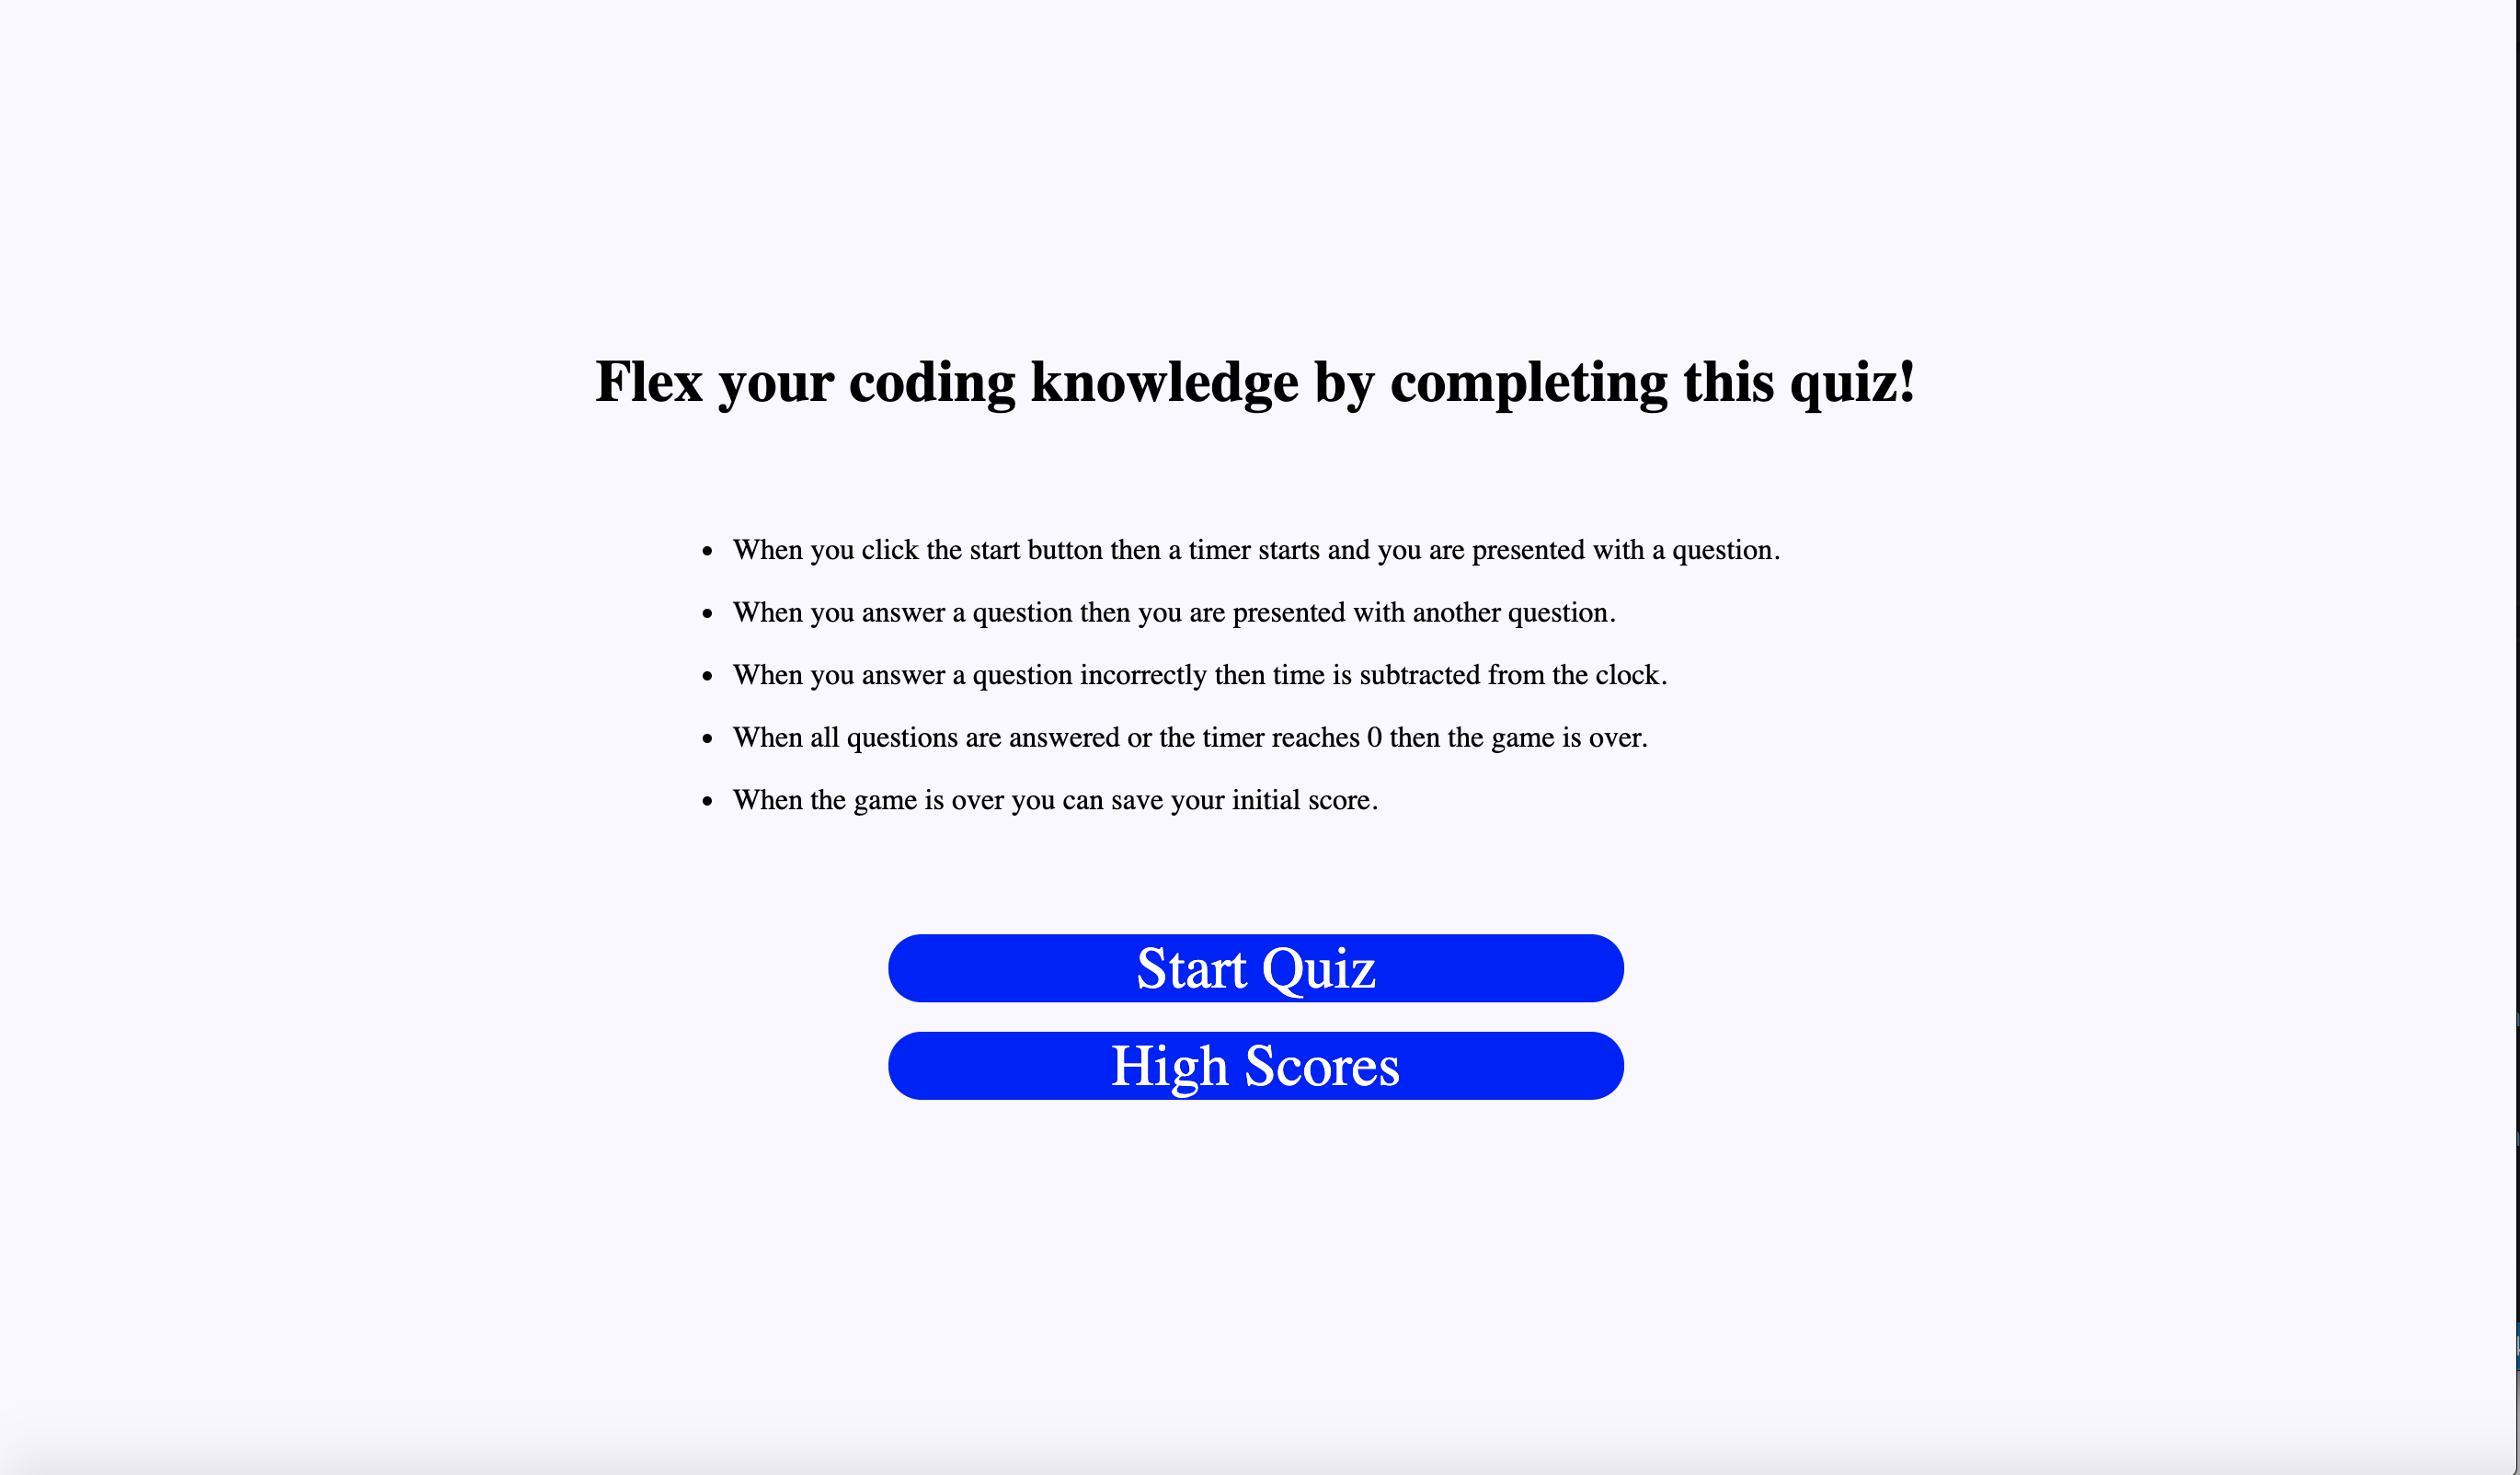 Flex your coding knowledge by completing this quiz!
• When you click the start button then a timer starts and you are presented with a question.
• When you answer a question then you are presented with another question.
• When you answer a question incorrectly then time is subtracted from the clock.
• When all questions are answered or the timer reaches 0 then the game is over.
• When the game is over you can save your initial score.
Start Quiz
High Scores